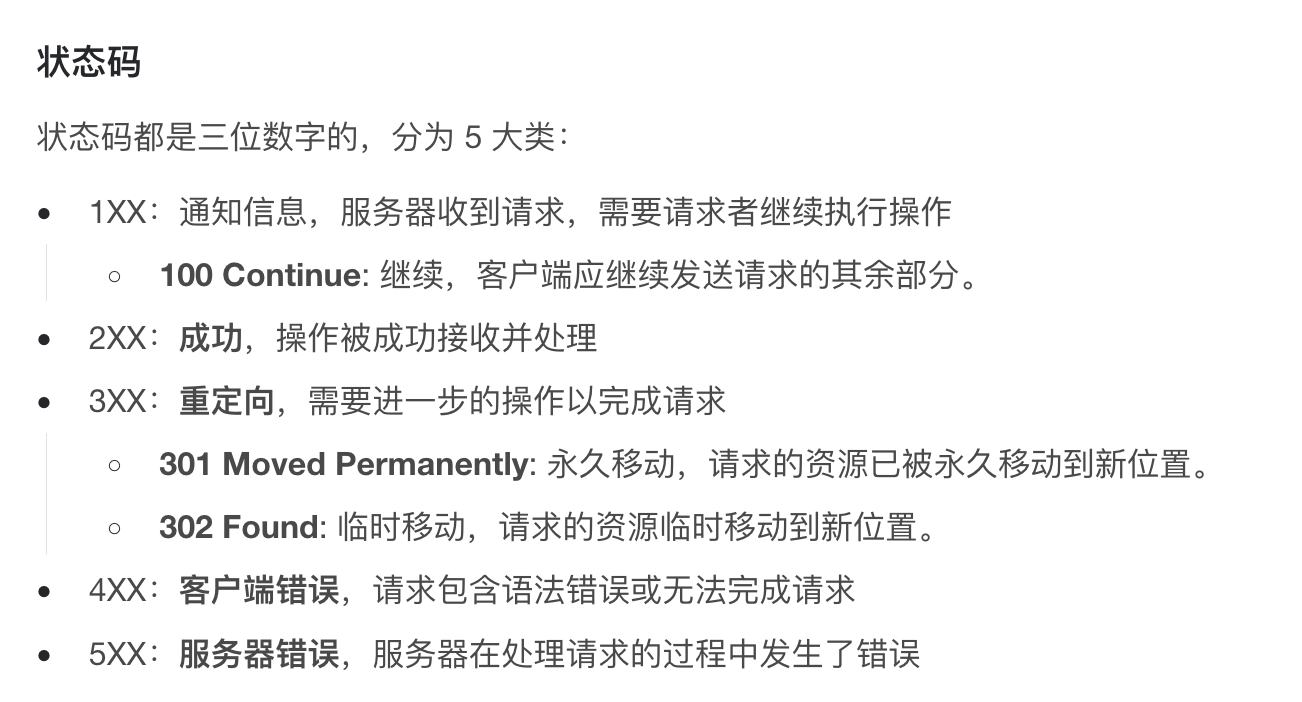 状态码
状态码都是三位数字的，分为 5 大类：
• 1XX：通知信息，服务器收到请求，需要请求者继续执行操作
◦ 100 Continue: 继续，客户端应继续发送请求的其余部分。
• 2XX：成功，操作被成功接收并处理
• 3XX：重定向，需要进一步的操作以完成请求
◦ 301 Moved Permanently: 永久移动，请求的资源已被永久移动到新位置。
◦ 302 Found: 临时移动，请求的资源临时移动到新位置。
• 4XX：客户端错误，请求包含语法错误或无法完成请求
• 5XX：服务器错误，服务器在处理请求的过程中发生了错误